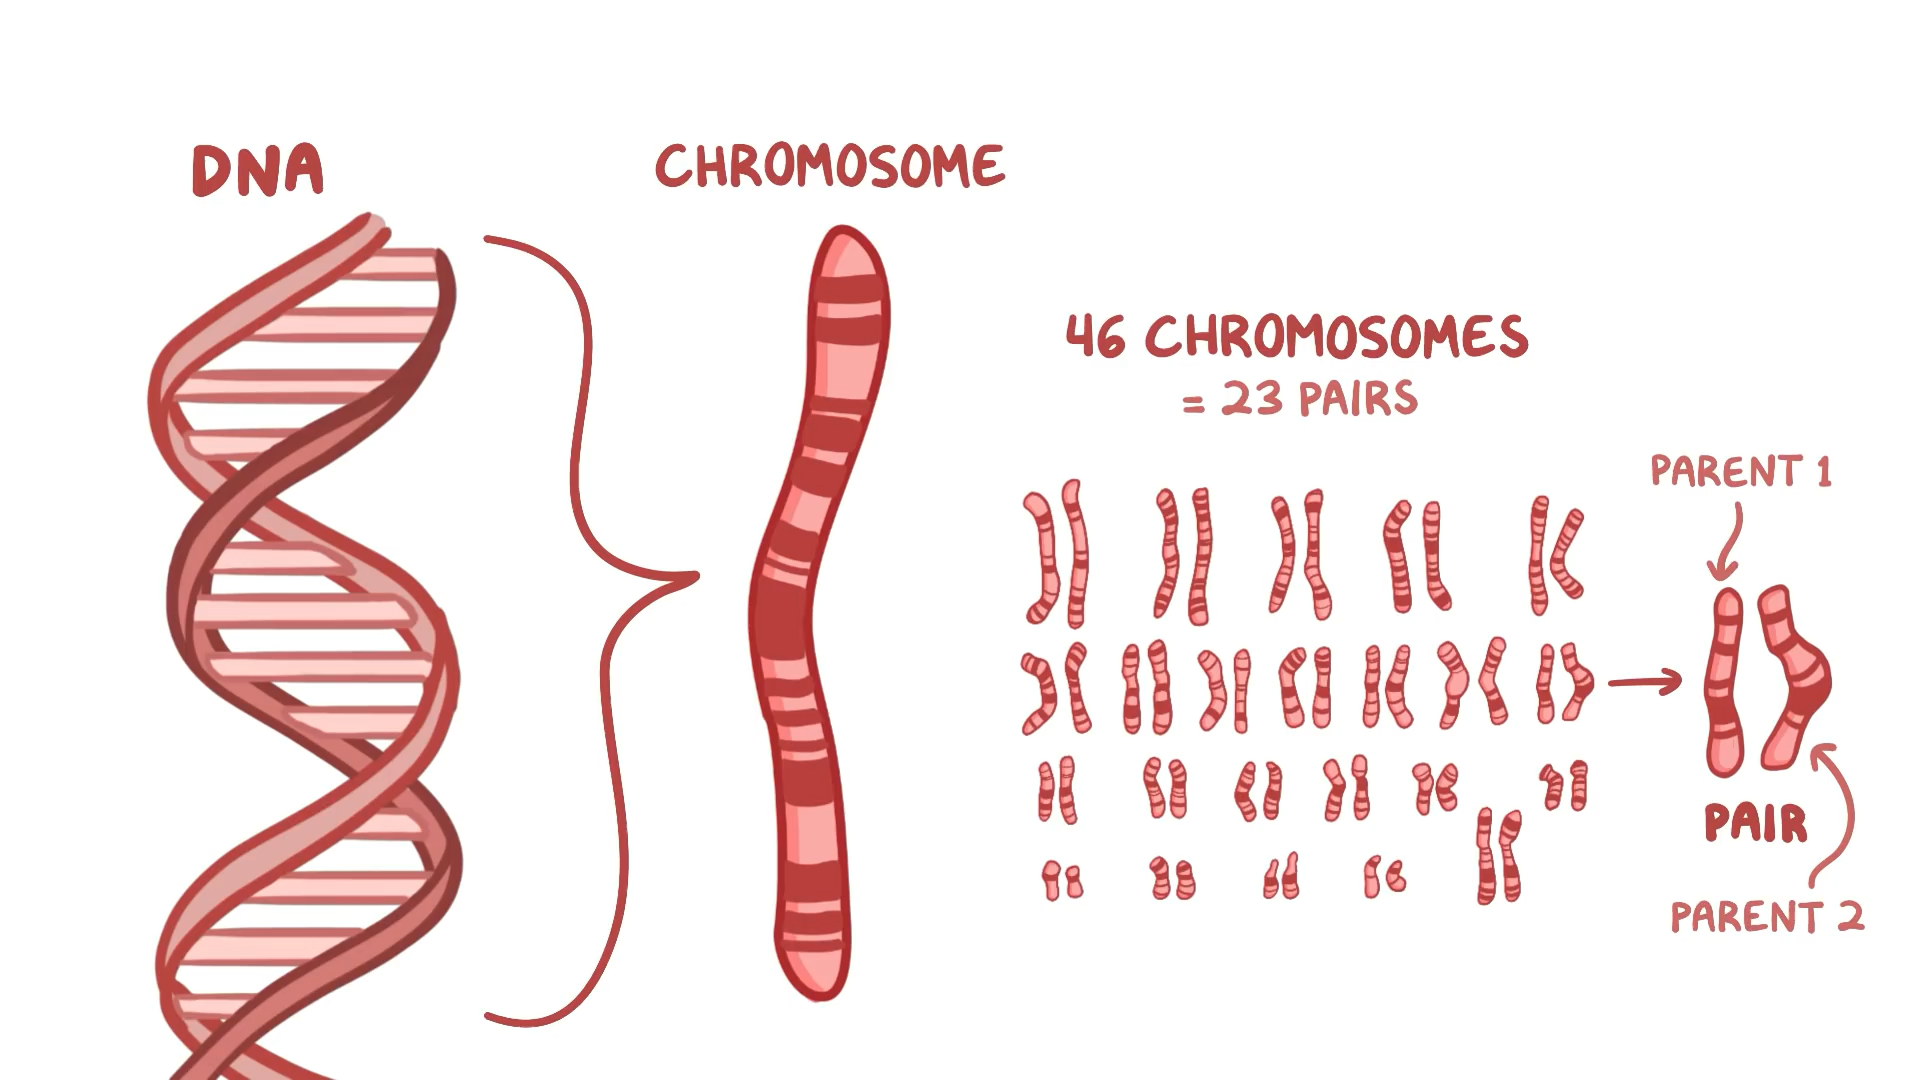 DNA
CHROMOSOME
46 CHROMOSOMES
= 23 PAIRS
PARENT 1
PAIR
PARENT 2